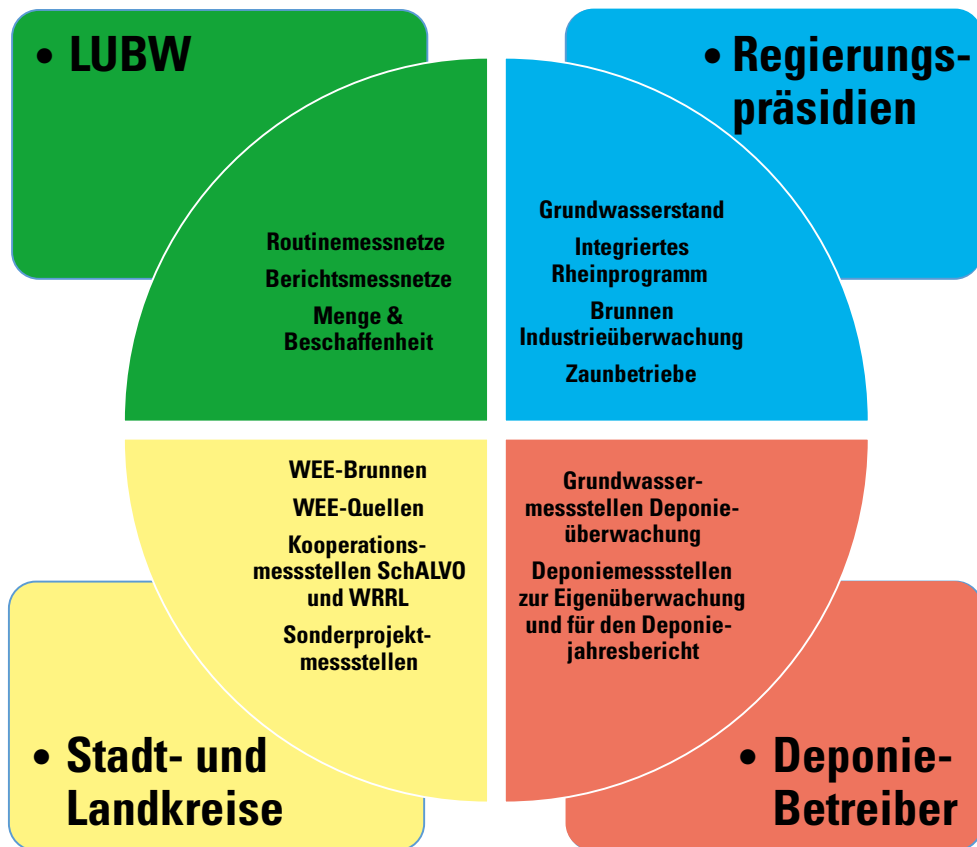 • LUBW
Routinemessnetze
Berichtsmessnetze
Menge &
Beschaffenheit
• Regierungs-
präsidien
Grundwasserstand
Integriertes
Rheinprogramm
Brunnen
Industrieüberwachung
Zaunbetriebe
WEE-Brunnen
WEE-Quellen
Kooperations-
messstellen SchALVO
und WRRL
Sonderprojekt-
messstellen
• Stadt- und
Landkreise
Grundwasser-
messstellen Deponie-
überwachung
Deponiemessstellen
zur Eigenüberwachung
und für den Deponie-
jahresbericht
• Deponie-
Betreiber